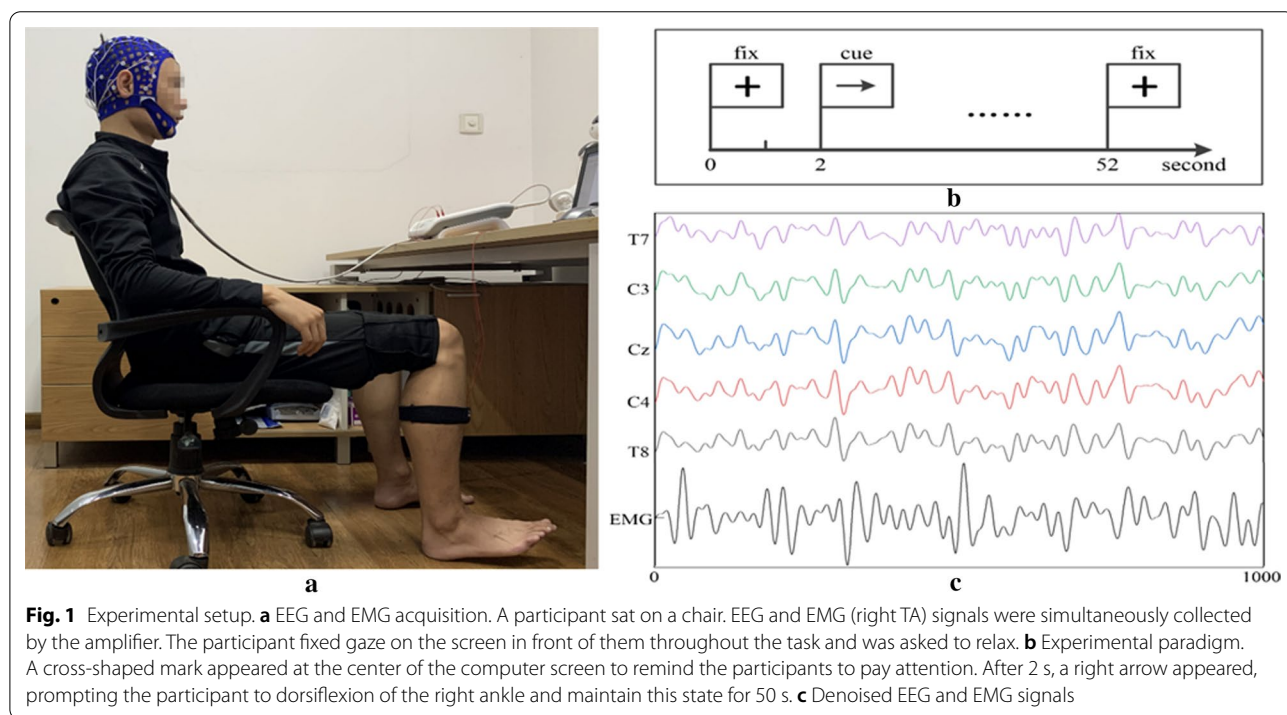 fix
cue
fix
+
→
+
......
0
2
52
second
b
T7
C3
Cz
C4
T8
EMG
0
1000
a
c
Fig. 1 Experimental setup. a EEG and EMG acquisition. A participant sat on a chair. EEG and EMG (right TA) signals were simultaneously collected
by the amplifier. The participant fixed gaze on the screen in front of them throughout the task and was asked to relax. b Experimental paradigm.
A cross-shaped mark appeared at the center of the computer screen to remind the participants to pay attention. After 2 s, a right arrow appeared,
prompting the participant to dorsiflexion of the right ankle and maintain this state for 50 s. c Denoised EEG and EMG signals